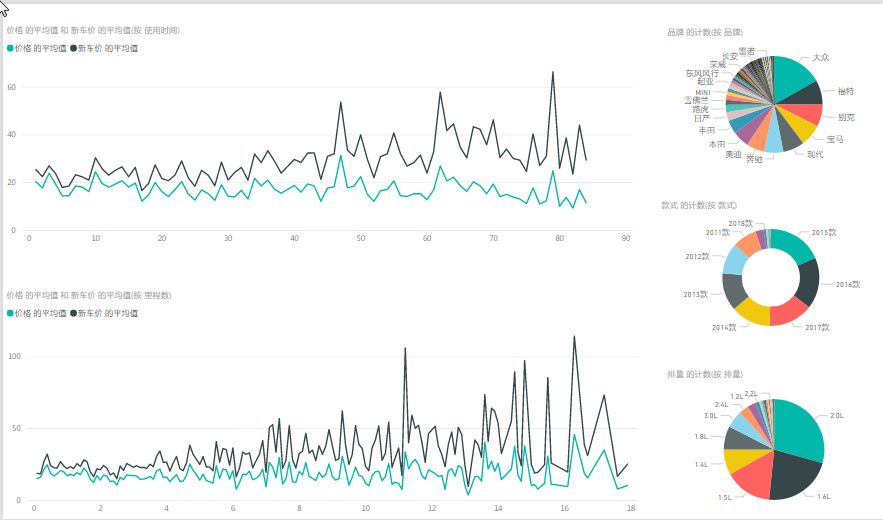 价格 的平均值 和 新车价 的平均值(按 使用时间)
价格 的平均值 新车价 的平均值
60
40
20
0
0 10 20 30 40 50 60 70 80 90
价格 的平均值 和 新车价 的平均值(按 里程数)
价格 的平均值 新车价 的平均值
100
50
0
0 2 4 6 8 10 12 14 16 18
品牌 的计数(按 品牌)
雷诺
长安
荣威
东风风行
起亚
MINI
雪佛兰
路虎
日产
丰田
本田
奥迪
奔驰
大众
福特
别克
宝马
现代
款式 的计数(按 款式)
2018款
2011款
2012款
2013款
2014款
2015款
2016款
2017款
排量 的计数(按 排量)
2.2L
1.2L
2.4L
3.0L
1.8L
1.4L
1.5L
2.0L
1.6L